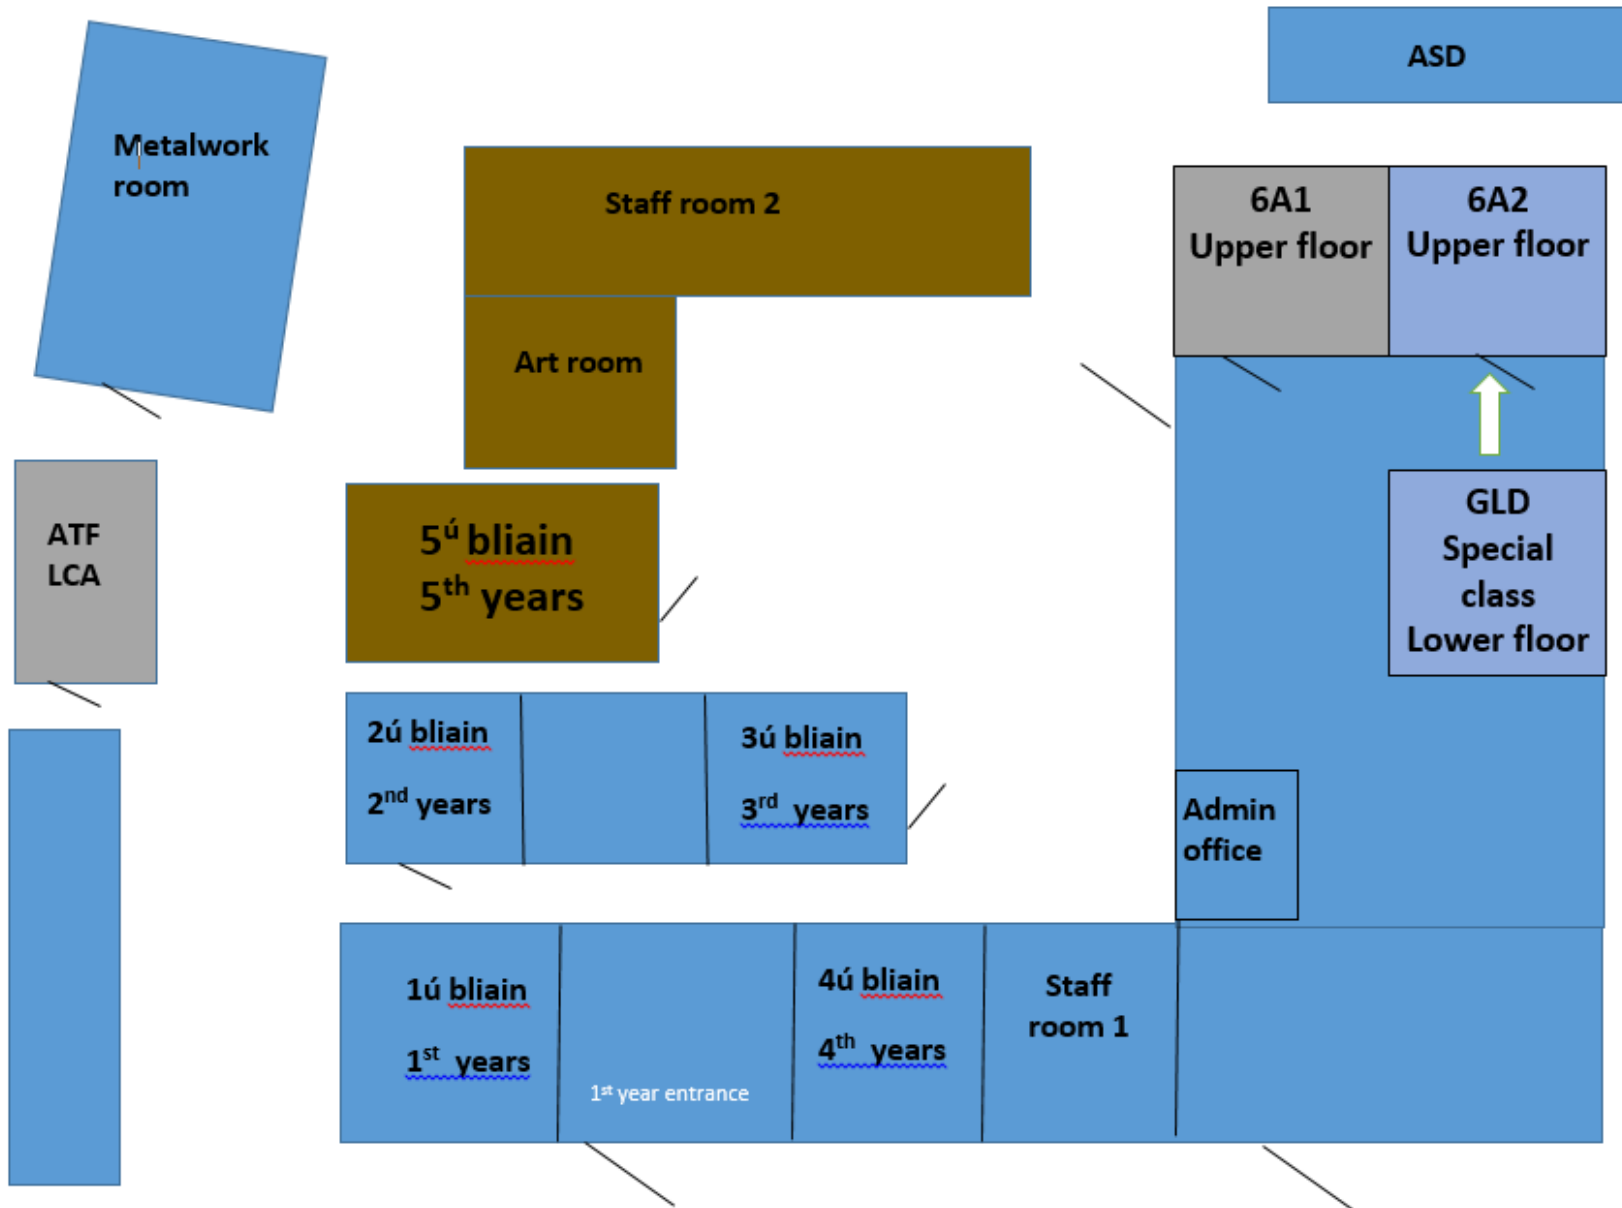 ASD
Metalwork
room
Staff room 2
6A1
Upper floor
6A2
Upper floor
Art room
ATF
LCA
5ú bliain
5th years
GLD
Special
class
Lower floor
2ú bliain
2nd years
3ú bliain
3rd years
Admin
office
1ú bliain
1st years
1st year entrance
4ú bliain
4th years
Staff
room 1